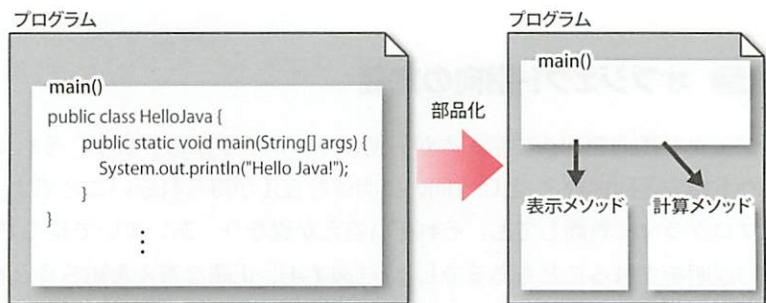 プログラム
main()
public class HelloJava {
public static void main(String[] args) {
System.out.println("Hello Java!");
}
}
⋮
部品化
プログラム
main()
表示メソッド
計算メソッド